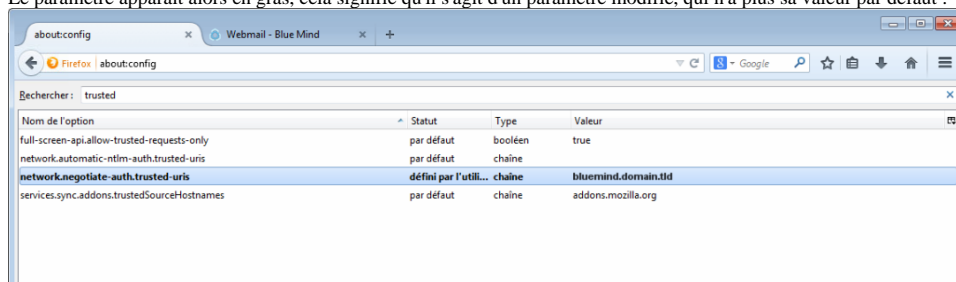 Le paramètre apparaît alors en gras, cela signifie qu'il s'agit d'un paramètre modifié, qui n'a plus sa valeur par défaut :
about:config
Webmail - Blue Mind
Firefox about:config
Google
Rechercher : trusted
Nom de l'option Statut Type Valeur
full-screen-api.allow-trusted-requests-only par défaut booléen true
network.automatic-ntlm-auth.trusted-uris par défaut chaîne
network.negotiate-auth.trusted-uris défini par l'utili... chaîne bluemind.domain.tld
services.sync.addons.trustedSourceHostnames par défaut chaîne addons.mozilla.org